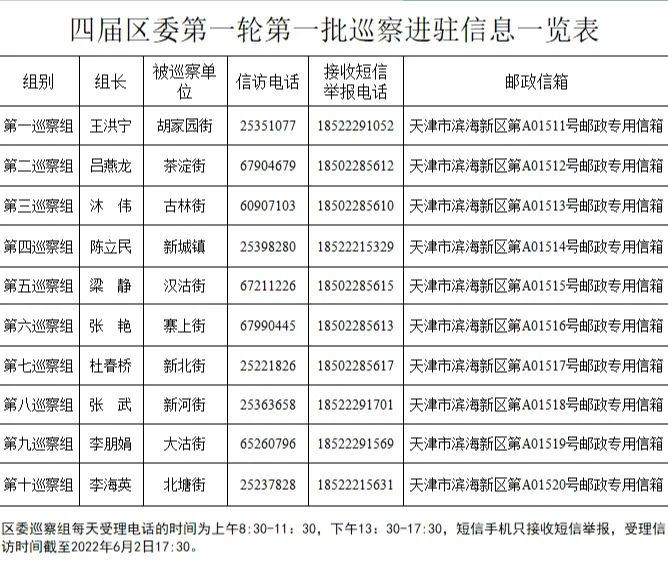 四届区委第一轮第一批巡察进驻信息一览表
组别 组长 被巡察单位 信访电话 接收短信举报电话 邮政信箱
第一巡察组 王洪宁 胡家园街 25351077 18522291052 天津市滨海新区第A01511号邮政专用信箱
第二巡察组 吕燕龙 茶淀街 67904679 18502285612 天津市滨海新区第A01512号邮政专用信箱
第三巡察组 沐 伟 古林街 60907103 18502285610 天津市滨海新区第A01513号邮政专用信箱
第四巡察组 陈立民 新城镇 25398280 18522215329 天津市滨海新区第A01514号邮政专用信箱
第五巡察组 梁 静 汉沽街 67211226 18502285615 天津市滨海新区第A01515号邮政专用信箱
第六巡察组 张 艳 寨上街 67990445 18502285613 天津市滨海新区第A01516号邮政专用信箱
第七巡察组 杜春桥 新北街 25221826 18502285617 天津市滨海新区第A01517号邮政专用信箱
第八巡察组 张 武 新河街 25363658 18522291701 天津市滨海新区第A01518号邮政专用信箱
第九巡察组 李朋娟 大沽街 65260796 18522291569 天津市滨海新区第A01519号邮政专用信箱
第十巡察组 李海英 北塘街 25237828 18522215631 天津市滨海新区第A01520号邮政专用信箱
区委巡察组每天受理电话的时间为上午8:30-11：30，下午13：30-17:30，短信手机只接收短信举报，受理信
访时间截至2022年6月2日17:30。